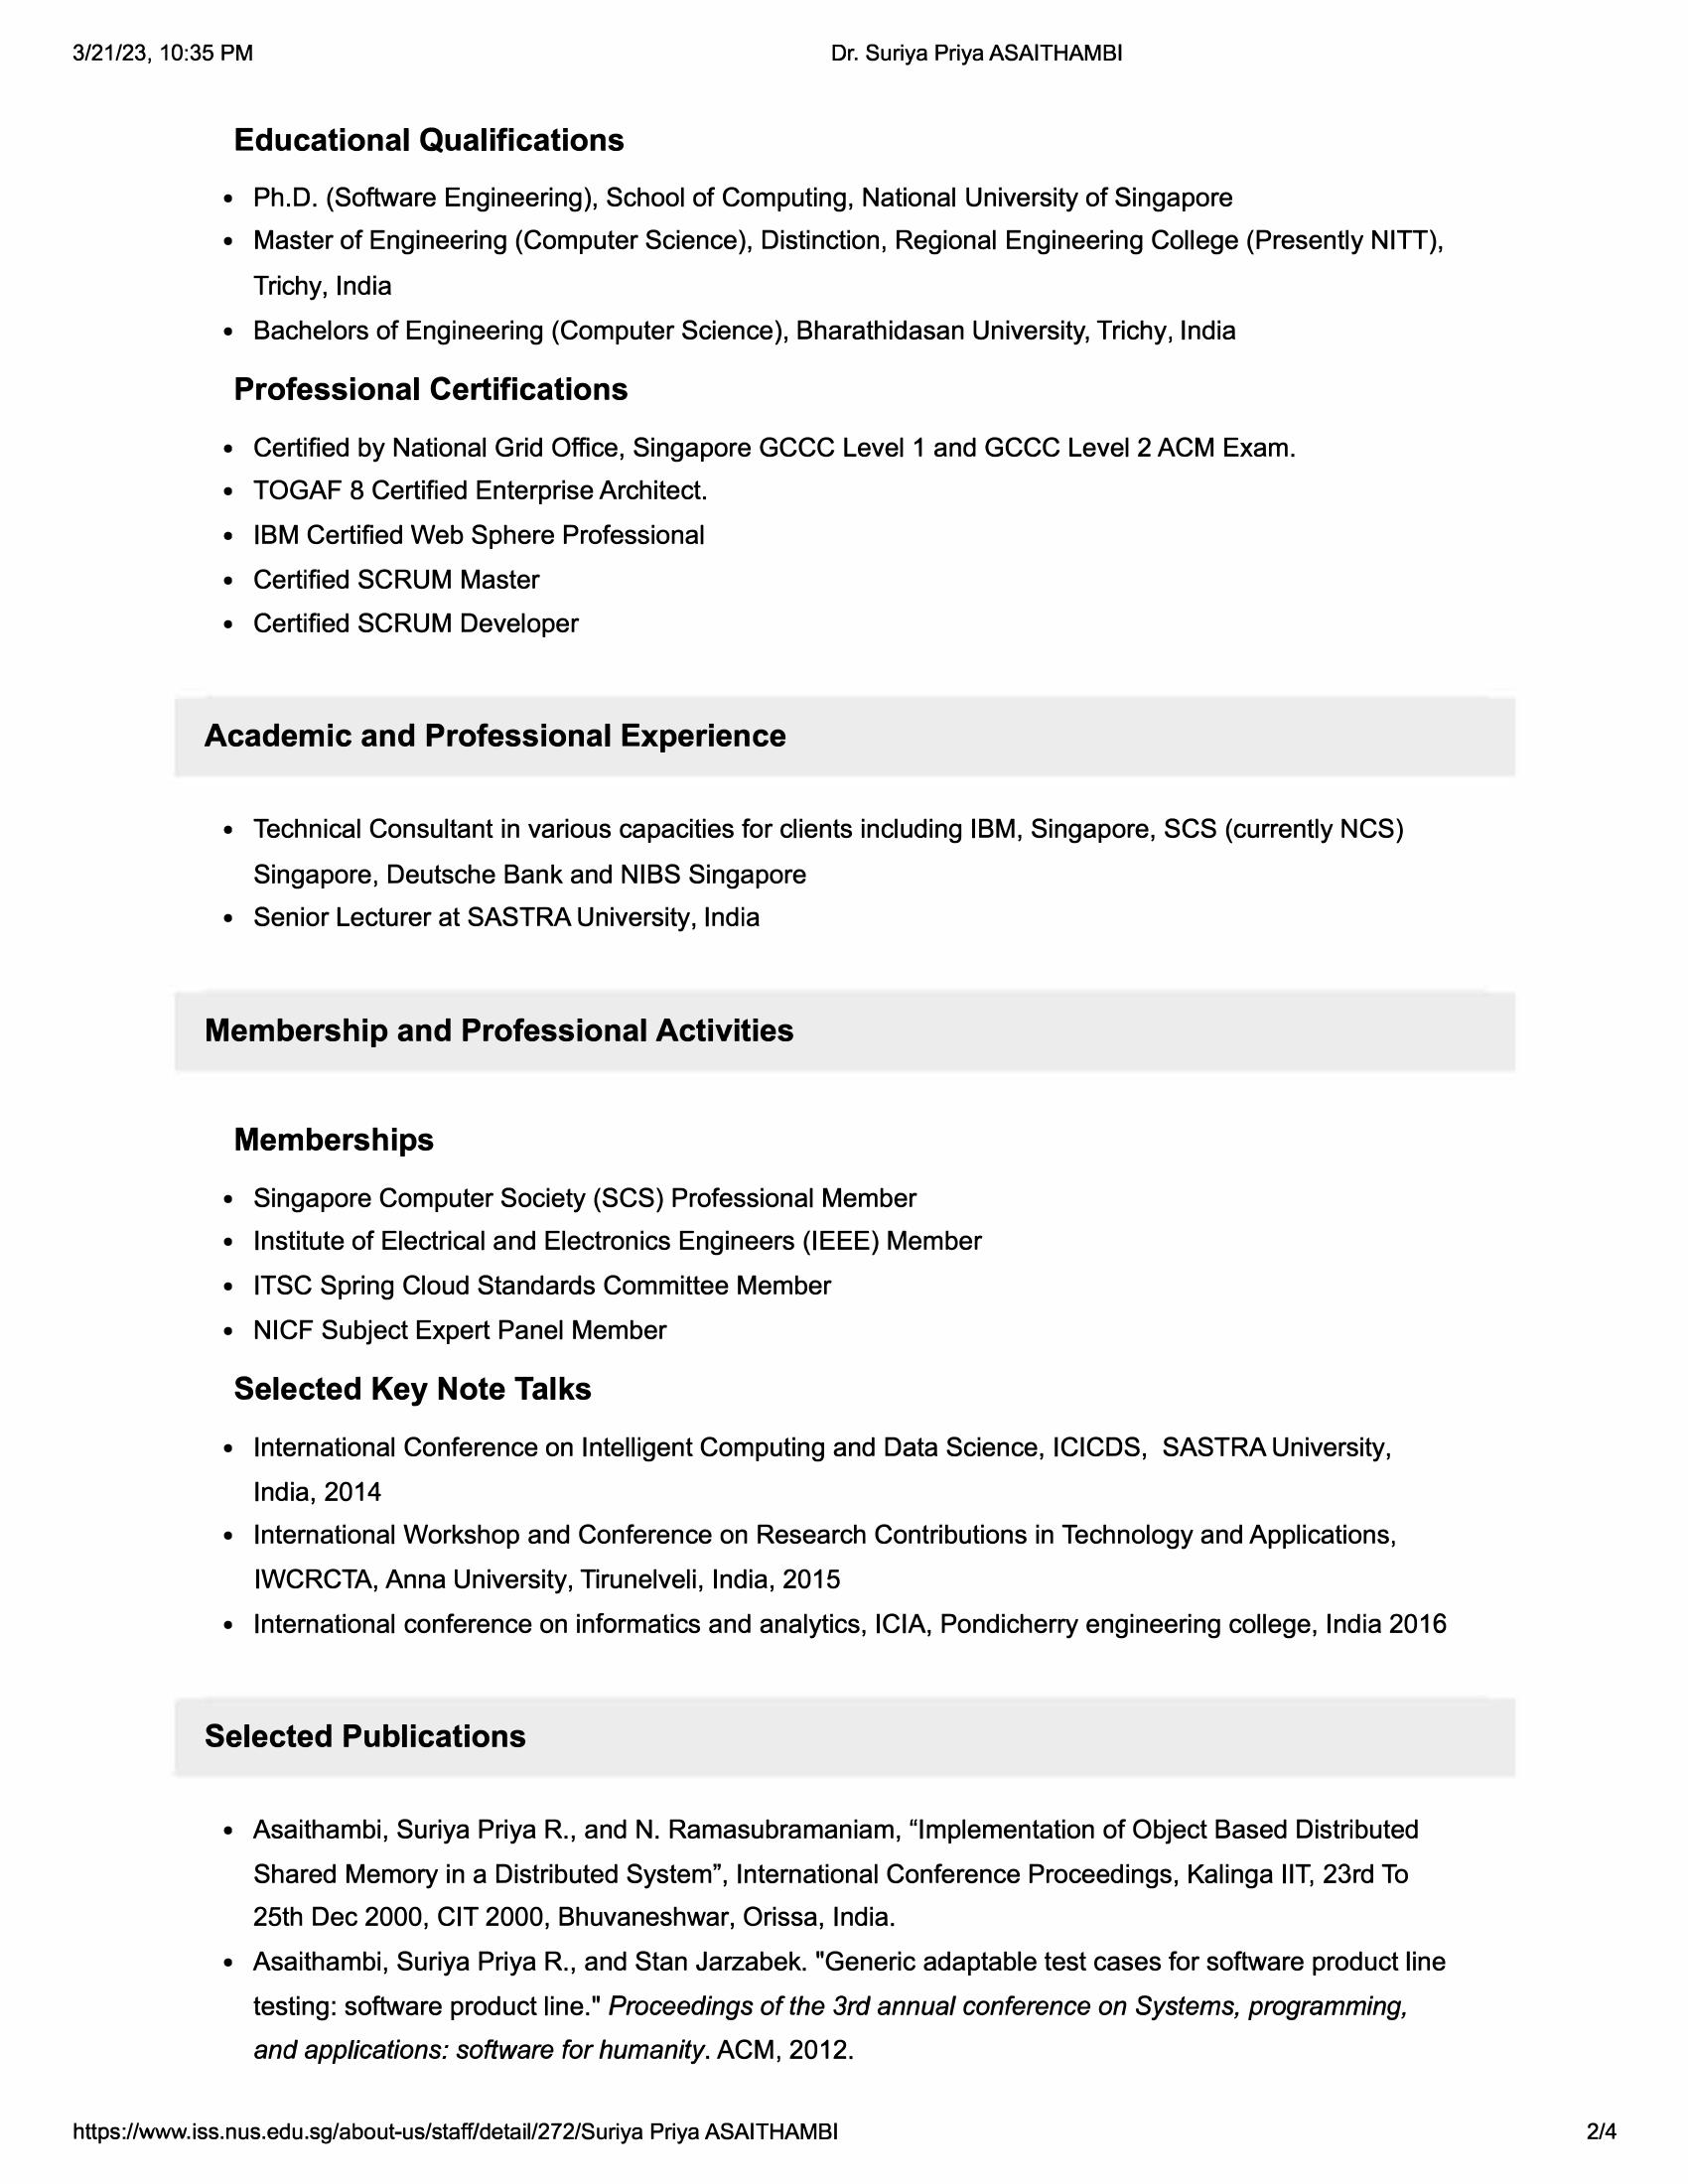 3/21/23, 10:35 PM
Dr. Suriya Priya ASAITHAMBI
Educational Qualifications
• Ph.D. (Software Engineering), School of Computing, National University of Singapore
• Master of Engineering (Computer Science), Distinction, Regional Engineering College (Presently NITT),
Trichy, India
• Bachelors of Engineering (Computer Science), Bharathidasan University, Trichy, India
Professional Certifications
• Certified by National Grid Office, Singapore GCCC Level 1 and GCCC Level 2 ACM Exam.
• TOGAF 8 Certified Enterprise Architect.
• IBM Certified Web Sphere Professional
• Certified SCRUM Master
• Certified SCRUM Developer
Academic and Professional Experience
• Technical Consultant in various capacities for clients including IBM, Singapore, SCS (currently NCS)
Singapore, Deutsche Bank and NIBS Singapore
• Senior Lecturer at SASTRA University, India
Membership and Professional Activities
Memberships
• Singapore Computer Society (SCS) Professional Member
• Institute of Electrical and Electronics Engineers (IEEE) Member
• ITSC Spring Cloud Standards Committee Member
• NICF Subject Expert Panel Member
Selected Key Note Talks
• International Conference on Intelligent Computing and Data Science, ICICDS,  SASTRA University,
India, 2014
• International Workshop and Conference on Research Contributions in Technology and Applications,
IWCRCTA, Anna University, Tirunelveli, India, 2015
• International conference on informatics and analytics, ICIA, Pondicherry engineering college, India 2016
Selected Publications
• Asaithambi, Suriya Priya R., and N. Ramasubramaniam, “Implementation of Object Based Distributed
Shared Memory in a Distributed System”, International Conference Proceedings, Kalinga IIT, 23rd To
25th Dec 2000, CIT 2000, Bhuvaneshwar, Orissa, India.
• Asaithambi, Suriya Priya R., and Stan Jarzabek. "Generic adaptable test cases for software product line
testing: software product line." Proceedings of the 3rd annual conference on Systems, programming,
and applications: software for humanity. ACM, 2012.
https://www.iss.nus.edu.sg/about-us/staff/detail/272/Suriya Priya ASAITHAMBI
2/4